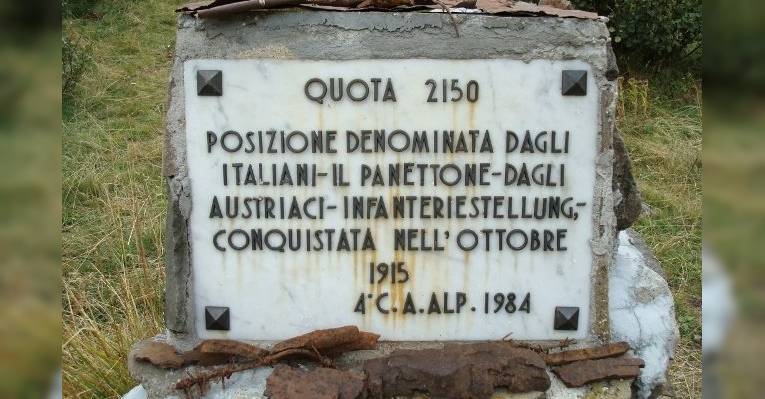 QUOTA 2150
POSIZIONE DENOMINATA DAGLI
ITALIANI-IL PANETTONE-DAGLI
AUSTRIACI-INFANTERIESTELLUNG,-
CONQUISTATA NELL'OTTOBRE
1915
4°C.A.ALP. 1984